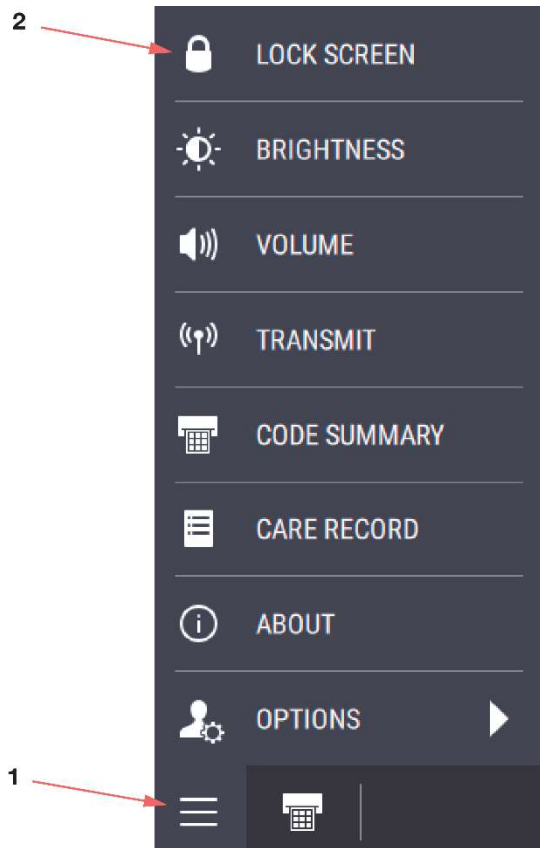 2
LOCK SCREEN
BRIGHTNESS
VOLUME
TRANSMIT
CODE SUMMARY
CARE RECORD
ABOUT
OPTIONS
1